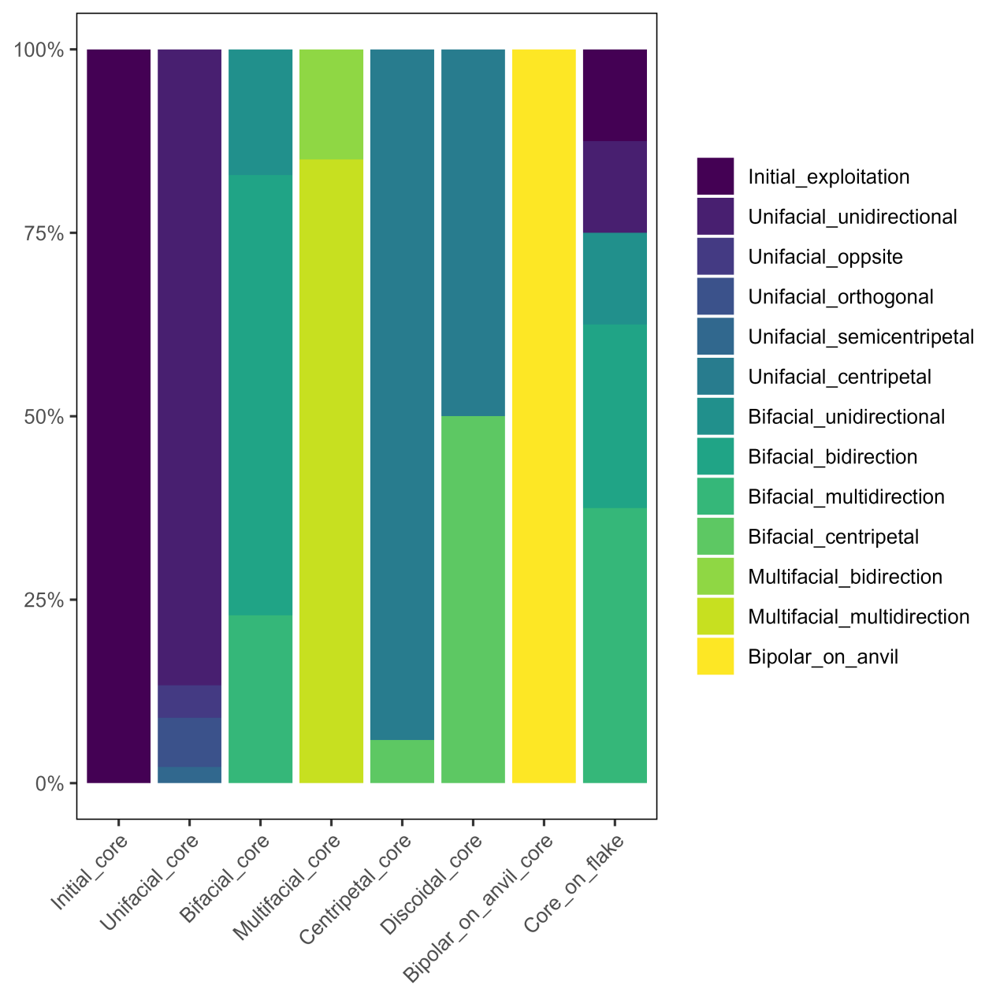 100%
75%
50%
25%
0%
Initial_core
Unifacial_core
Bifacial_core
Multifacial_core
Centripetal_core
Discoidal_core
Bipolar_on_anvil_core
Core_on_flake
Initial_exploitation
Unifacial_unidirectional
Unifacial_oppsite
Unifacial_orthogonal
Unifacial_semicentripetal
Unifacial_centripetal
Bifacial_unidirectional
Bifacial_bidirection
Bifacial_multidirection
Bifacial_centripetal
Multifacial_bidirection
Multifacial_multidirection
Bipolar_on_anvil